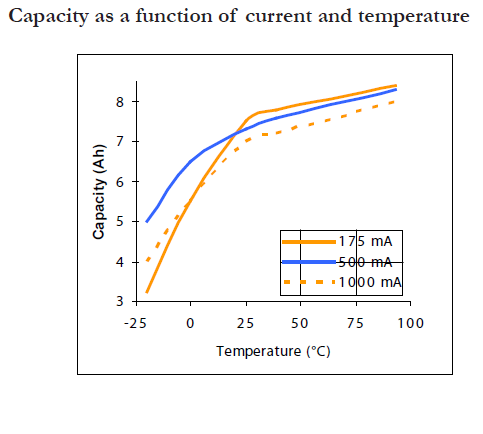 Capacity as a function of current and temperature
8
7
6
5
4
3
Capacity (Ah)
175 mA
500 mA
1000 mA
-25 0 25 50 75 100
Temperature (°C)